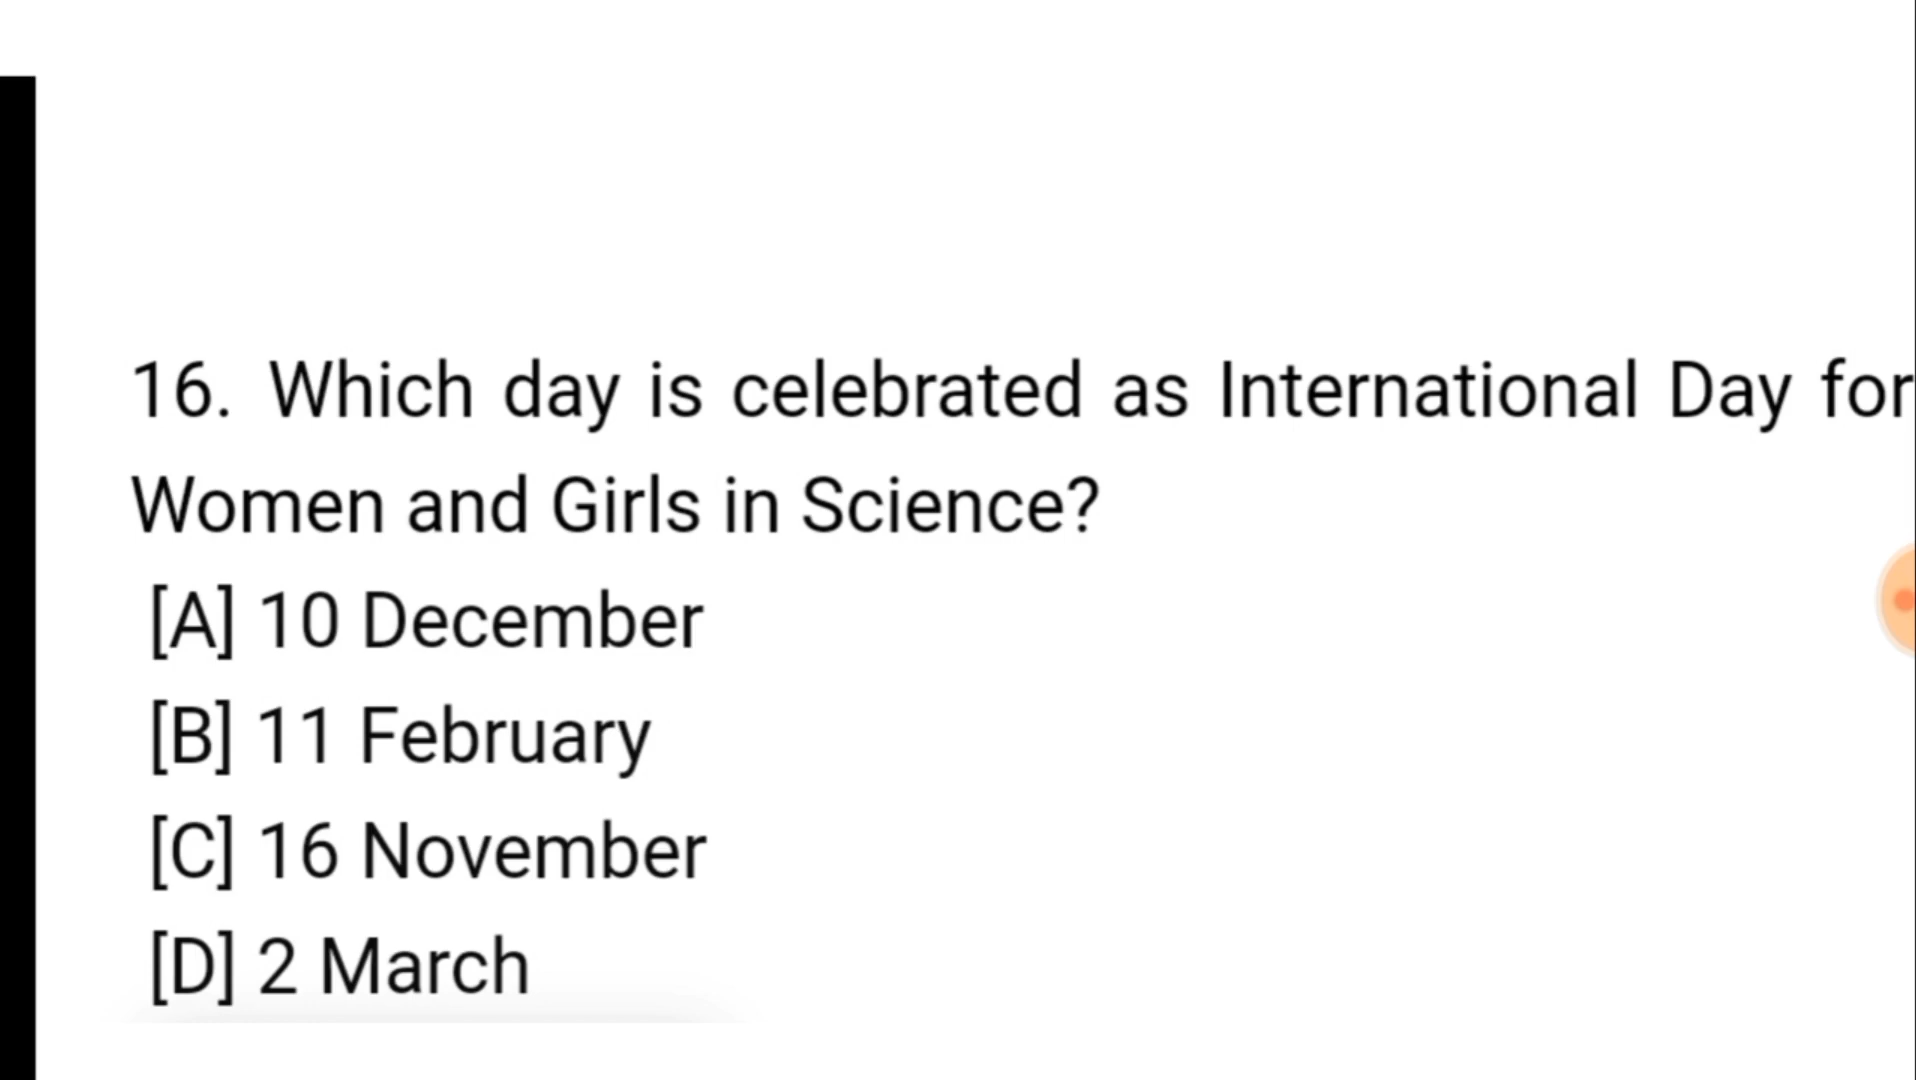 16. Which day is celebrated as International Day for
Women and Girls in Science?
[A] 10 December
[B] 11 February
[C] 16 November
[D] 2 March